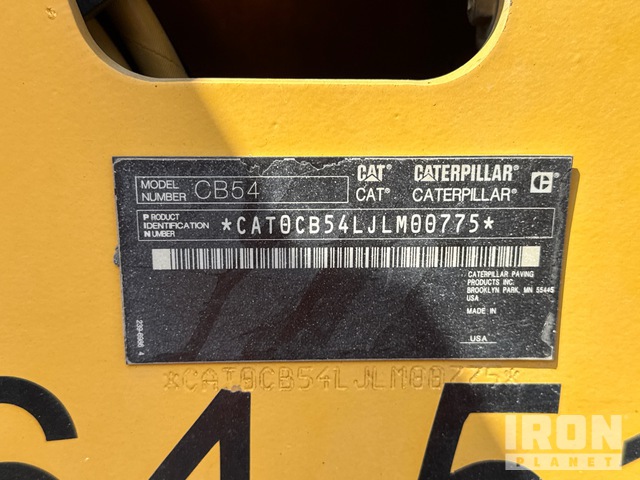 MODEL
NUMBER
CB54
CAT® CATERPILLAR®
CAT® CATERPILLAR®
C
PRODUCT
IDENTIFICATION
NUMBER
*CAT0CB54LJLM00775*
CATERPILLAR PAVING
PRODUCTS INC.
BROOKLYN PARK, MN 55445
USA
MADE IN
USA
*CAT0CB54LJLM00775*
IRON
PLANET